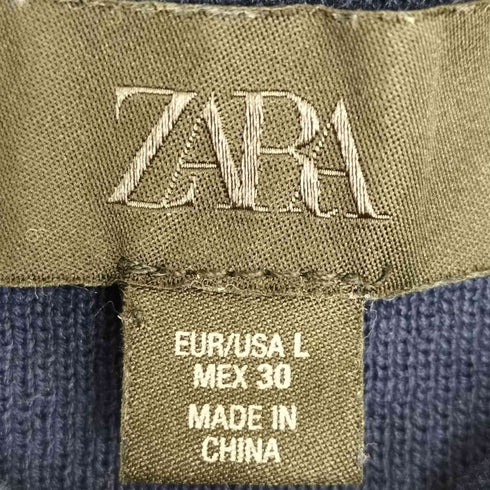 ZARA
EUR/USA L
MEX 30
MADE IN
CHINA